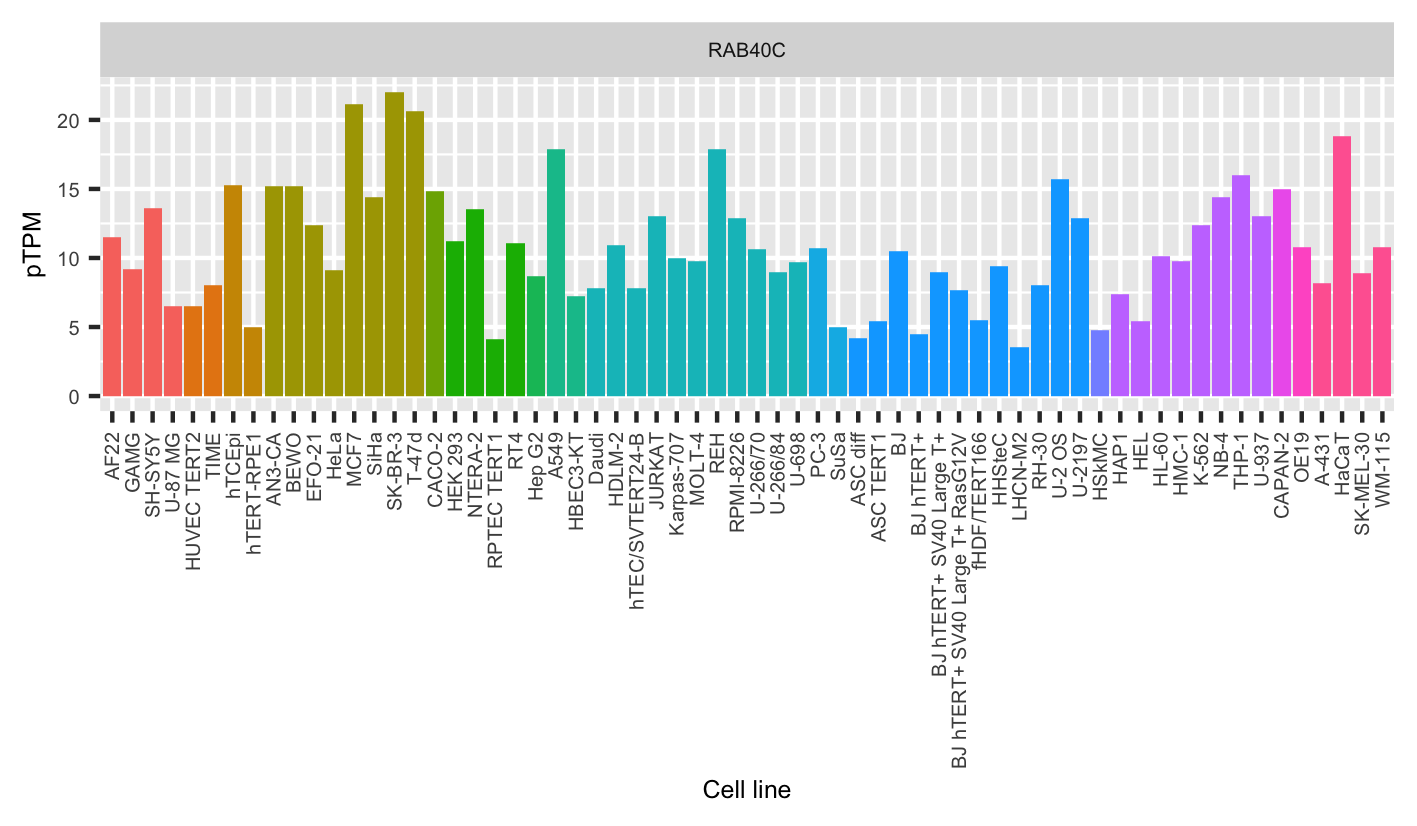 RAB40C
pTPM
20
15
10
5
0
AF22
GAMG
SH-SY5Y
U-87 MG
HUVEC TERT2
TIME
hTCEpi
hTERT-RPE1
AN3-CA
BEWO
EFO-21
HeLa
MCF7
SiHa
SK-BR-3
T-47d
CACO-2
HEK 293
NTERA-2
RPTEC TERT1
RT4
Hep G2
A549
HBEC3-KT
Daudi
HDLM-2
hTEC/SVTERT24-B
JURKAT
Karpas-707
MOLT-4
REH
RPMI-8226
U-266/70
U-266/84
U-698
PC-3
SuSa
ASC diff
ASC TERT1
BJ
BJ hTERT+
BJ hTERT+ SV40 Large T+
BJ hTERT+ SV40 Large T+ RasG12V
fHDF/TERT166
HHSteC
LHCN-M2
RH-30
U-2 OS
U-2197
HSkMC
HAP1
HEL
HL-60
HMC-1
K-562
NB-4
THP-1
U-937
CAPAN-2
OE19
A-431
HaCaT
SK-MEL-30
WM-115
Cell line